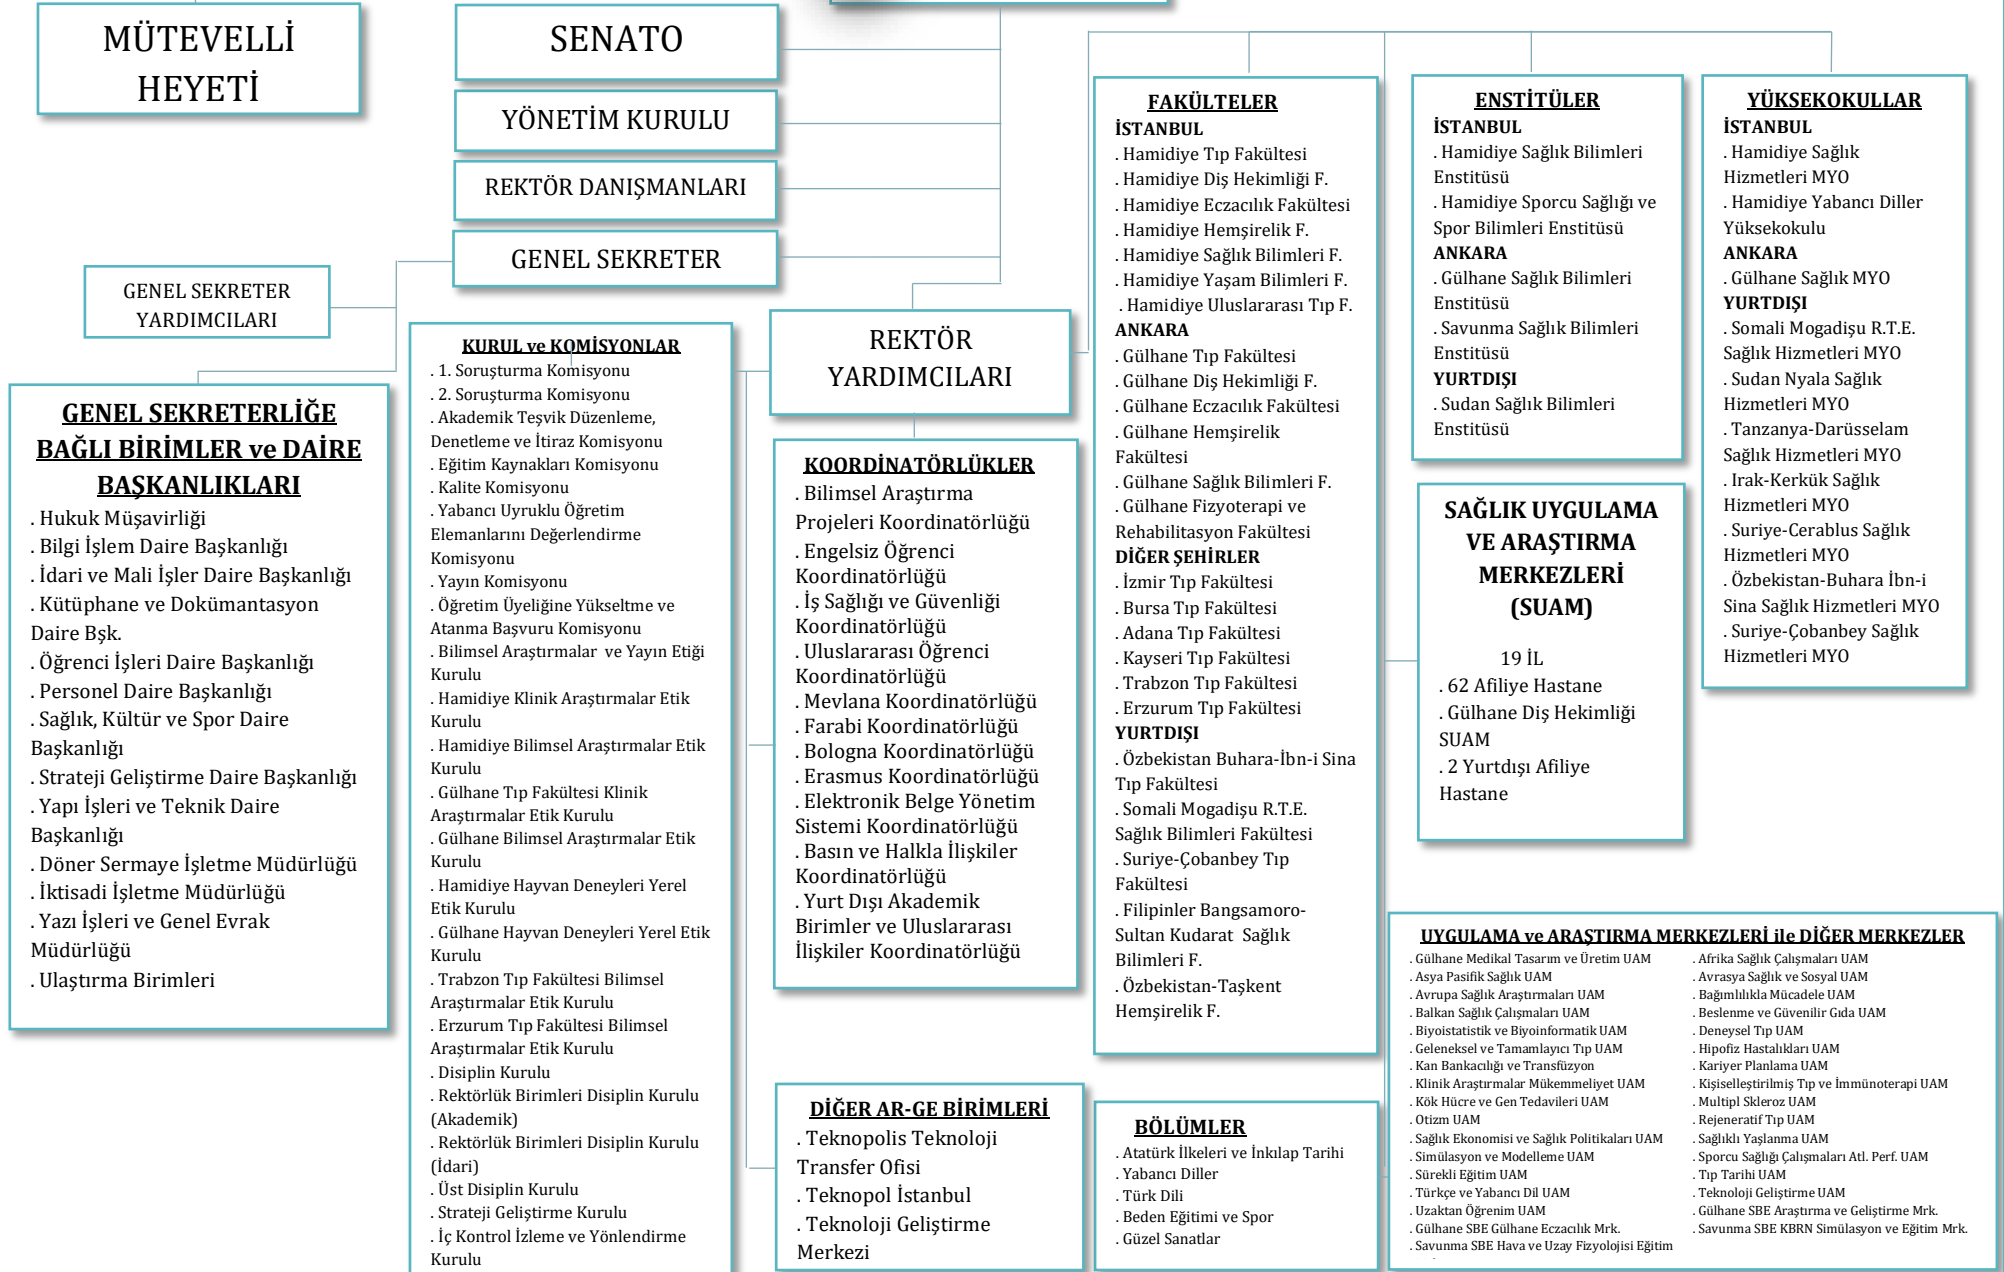 MÜTEVELLİ
HEYETİ
SENATO
YÖNETİM KURULU
REKTÖR DANIŞMANLARI
GENEL SEKRETER
GENEL SEKRETER
YARDIMCILARI
REKTÖR
YARDIMCILARI
GENEL SEKRETERLİĞE
BAĞLI BİRİMLER ve DAİRE
BAŞKANLIKLARI
. Hukuk Müşavirliği
. Bilgi İşlem Daire Başkanlığı
. İdari ve Mali İşler Daire Başkanlığı
. Kütüphane ve Dokümantasyon
Daire Bşk.
. Öğrenci İşleri Daire Başkanlığı
. Personel Daire Başkanlığı
. Sağlık, Kültür ve Spor Daire
Başkanlığı
. Strateji Geliştirme Daire Başkanlığı
. Yapı İşleri ve Teknik Daire
Başkanlığı
. Döner Sermaye İşletme Müdürlüğü
. İktisadi İşletme Müdürlüğü
. Yazı İşleri ve Genel Evrak
Müdürlüğü
. Ulaştırma Birimleri
KURUL ve KOMİSYONLAR
. 1. Soruşturma Komisyonu
. 2. Soruşturma Komisyonu
. Akademik Teşvik Düzenleme,
Denetleme ve İtiraz Komisyonu
. Eğitim Kaynakları Komisyonu
. Kalite Komisyonu
. Yabancı Uyruklu Öğretim
Elemanlarını Değerlendirme
Komisyonu
. Yayın Komisyonu
. Öğretim Üyeliğine Yükseltme ve
Atanma Başvuru Komisyonu
. Bilimsel Araştırmalar ve Yayın Etiği
Kurulu
. Hamidiye Klinik Araştırmalar Etik
Kurulu
. Hamidiye Bilimsel Araştırmalar Etik
Kurulu
. Gülhane Tıp Fakültesi Klinik
Araştırmalar Etik Kurulu
. Gülhane Bilimsel Araştırmalar Etik
Kurulu
. Hamidiye Hayvan Deneyleri Yerel
Etik Kurulu
. Gülhane Hayvan Deneyleri Yerel Etik
Kurulu
. Trabzon Tıp Fakültesi Bilimsel
Araştırmalar Etik Kurulu
. Erzurum Tıp Fakültesi Bilimsel
Araştırmalar Etik Kurulu
. Disiplin Kurulu
. Rektörlük Birimleri Disiplin Kurulu
(Akademik)
. Rektörlük Birimleri Disiplin Kurulu
(İdari)
. Üst Disiplin Kurulu
. Strateji Geliştirme Kurulu
. İç Kontrol İzleme ve Yönlendirme
Kurulu
KOORDİNATÖRLÜKLER
. Bilimsel Araştırma
Projeleri Koordinatörlüğü
. Engelsiz Öğrenci
Koordinatörlüğü
. İş Sağlığı ve Güvenliği
Koordinatörlüğü
. Uluslararası Öğrenci
Koordinatörlüğü
. Mevlana Koordinatörlüğü
. Farabi Koordinatörlüğü
. Bologna Koordinatörlüğü
. Erasmus Koordinatörlüğü
. Elektronik Belge Yönetim
Sistemi Koordinatörlüğü
. Basın ve Halkla İlişkiler
Koordinatörlüğü
. Yurt Dışı Akademik
Birimler ve Uluslararası
İlişkiler Koordinatörlüğü
DİĞER AR-GE BİRİMLERİ
. Teknopolis Teknoloji
Transfer Ofisi
. Teknopol İstanbul
. Teknoloji Geliştirme
Merkezi
FAKÜLTELER
İSTANBUL
. Hamidiye Tıp Fakültesi
. Hamidiye Diş Hekimliği F.
. Hamidiye Eczacılık Fakültesi
. Hamidiye Hemşirelik F.
. Hamidiye Sağlık Bilimleri F.
. Hamidiye Yaşam Bilimleri F.
. Hamidiye Uluslararası Tıp F.
ANKARA
. Gülhane Tıp Fakültesi
. Gülhane Diş Hekimliği F.
. Gülhane Eczacılık Fakültesi
. Gülhane Hemşirelik
Fakültesi
. Gülhane Sağlık Bilimleri F.
. Gülhane Fizyoterapi ve
Rehabilitasyon Fakültesi
DİĞER ŞEHİRLER
. İzmir Tıp Fakültesi
. Bursa Tıp Fakültesi
. Adana Tıp Fakültesi
. Kayseri Tıp Fakültesi
. Trabzon Tıp Fakültesi
. Erzurum Tıp Fakültesi
YURTDIŞI
. Özbekistan Buhara-İbn-i Sina
Tıp Fakültesi
. Somali Mogadişu R.T.E.
Sağlık Bilimleri Fakültesi
. Suriye-Çobanbey Tıp
Fakültesi
. Filipinler Bangsamoro-
Sultan Kudarat Sağlık
Bilimleri F.
. Özbekistan-Taşkent
Hemşirelik F.
BÖLÜMLER
. Atatürk İlkeleri ve İnkılap Tarihi
. Yabancı Diller
. Türk Dili
. Beden Eğitimi ve Spor
. Güzel Sanatlar
ENSTİTÜLER
İSTANBUL
. Hamidiye Sağlık Bilimleri
Enstitüsü
. Hamidiye Sporcu Sağlığı ve
Spor Bilimleri Enstitüsü
ANKARA
. Gülhane Sağlık Bilimleri
Enstitüsü
. Savunma Sağlık Bilimleri
Enstitüsü
YURTDIŞI
. Sudan Sağlık Bilimleri
Enstitüsü
YÜKSEKOKULLAR
İSTANBUL
. Hamidiye Sağlık
Hizmetleri MYO
. Hamidiye Yabancı Diller
Yüksekokulu
ANKARA
. Gülhane Sağlık MYO
YURTDIŞI
. Somali Mogadişu R.T.E.
Sağlık Hizmetleri MYO
. Sudan Nyala Sağlık
Hizmetleri MYO
. Tanzanya-Darüsselam
Sağlık Hizmetleri MYO
. Irak-Kerkük Sağlık
Hizmetleri MYO
. Suriye-Cerablus Sağlık
Hizmetleri MYO
. Özbekistan-Buhara İbn-i
Sina Sağlık Hizmetleri MYO
. Suriye-Çobanbey Sağlık
Hizmetleri MYO
SAĞLIK UYGULAMA
VE ARAŞTIRMA
MERKEZLERİ
(SUAM)
19 İL
. 62 Afiliye Hastane
. Gülhane Diş Hekimliği
SUAM
. 2 Yurtdışı Afiliye
Hastane
UYGULAMA ve ARAŞTIRMA MERKEZLERİ ile DİĞER MERKEZLER
. Gülhane Medikal Tasarım ve Üretim UAM
. Asya Pasifik Sağlık UAM
. Avrupa Sağlık Araştırmaları UAM
. Balkan Sağlık Çalışmaları UAM
. Biyoistatistik ve Biyoinformatik UAM
. Geleneksel ve Tamamlayıcı Tıp UAM
. Kan Bankacılığı ve Transfüzyon
. Klinik Araştırmalar Mükemmeliyet UAM
. Kök Hücre ve Gen Tedavileri UAM
. Otizm UAM
. Sağlık Ekonomisi ve Sağlık Politikaları UAM
. Simülasyon ve Modelleme UAM
. Sürekli Eğitim UAM
. Türkçe ve Yabancı Dil UAM
. Uzaktan Öğrenim UAM
. Gülhane SBE Gülhane Eczacılık Mrk.
. Savunma SBE Hava ve Uzay Fizyolojisi Eğitim
. Afrika Sağlık Çalışmaları UAM
. Avrasya Sağlık ve Sosyal UAM
. Bağımlılıkla Mücadele UAM
. Beslenme ve Güvenilir Gıda UAM
. Deneysel Tıp UAM
. Hipofiz Hastalıkları UAM
. Kariyer Planlama UAM
. Kişiselleştirilmiş Tıp ve İmmünoterapi UAM
. Multipl Skleroz UAM
. Rejeneratif Tıp UAM
. Sağlıklı Yaşlanma UAM
. Sporcu Sağlığı Çalışmaları Atl. Perf. UAM
. Tıp Tarihi UAM
. Teknoloji Geliştirme UAM
. Gülhane SBE Araştırma ve Geliştirme Mrk.
. Savunma SBE KBRN Simülasyon ve Eğitim Mrk.